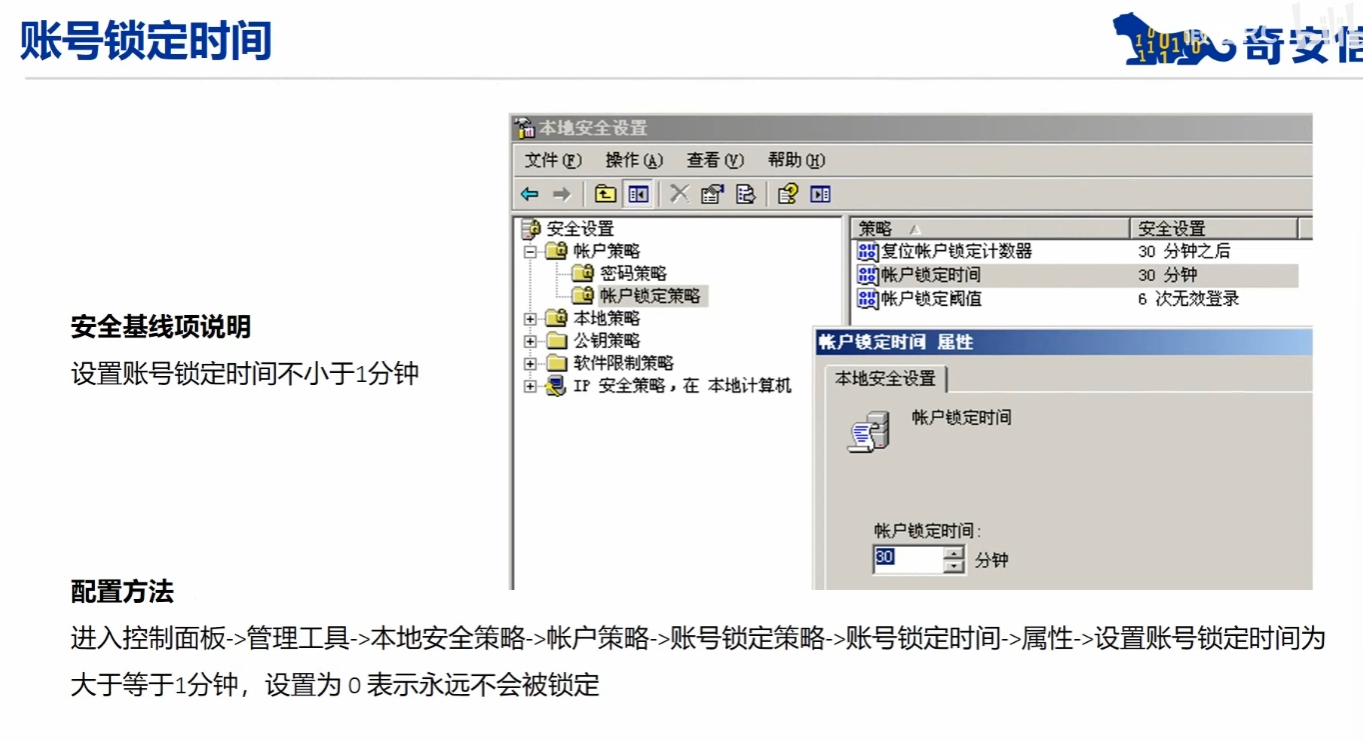 账号锁定时间
奇安信
本地安全设置
文件(F) 操作(A) 查看(V) 帮助(H)
安全设置
帐户策略
密码策略
帐户锁定策略
本地策略
公钥策略
软件限制策略
IP 安全策略，在 本地计算机
策略 安全设置
复位帐户锁定计数器 30 分钟之后
帐户锁定时间 30 分钟
帐户锁定阈值 6 次无效登录
帐户锁定时间 属性
本地安全设置
帐户锁定时间
帐户锁定时间:
30 分钟
安全基线项说明
设置账号锁定时间不小于1分钟
配置方法
进入控制面板->管理工具->本地安全策略->帐户策略->账号锁定策略->账号锁定时间->属性->设置账号锁定时间为
大于等于1分钟，设置为 0 表示永远不会被锁定